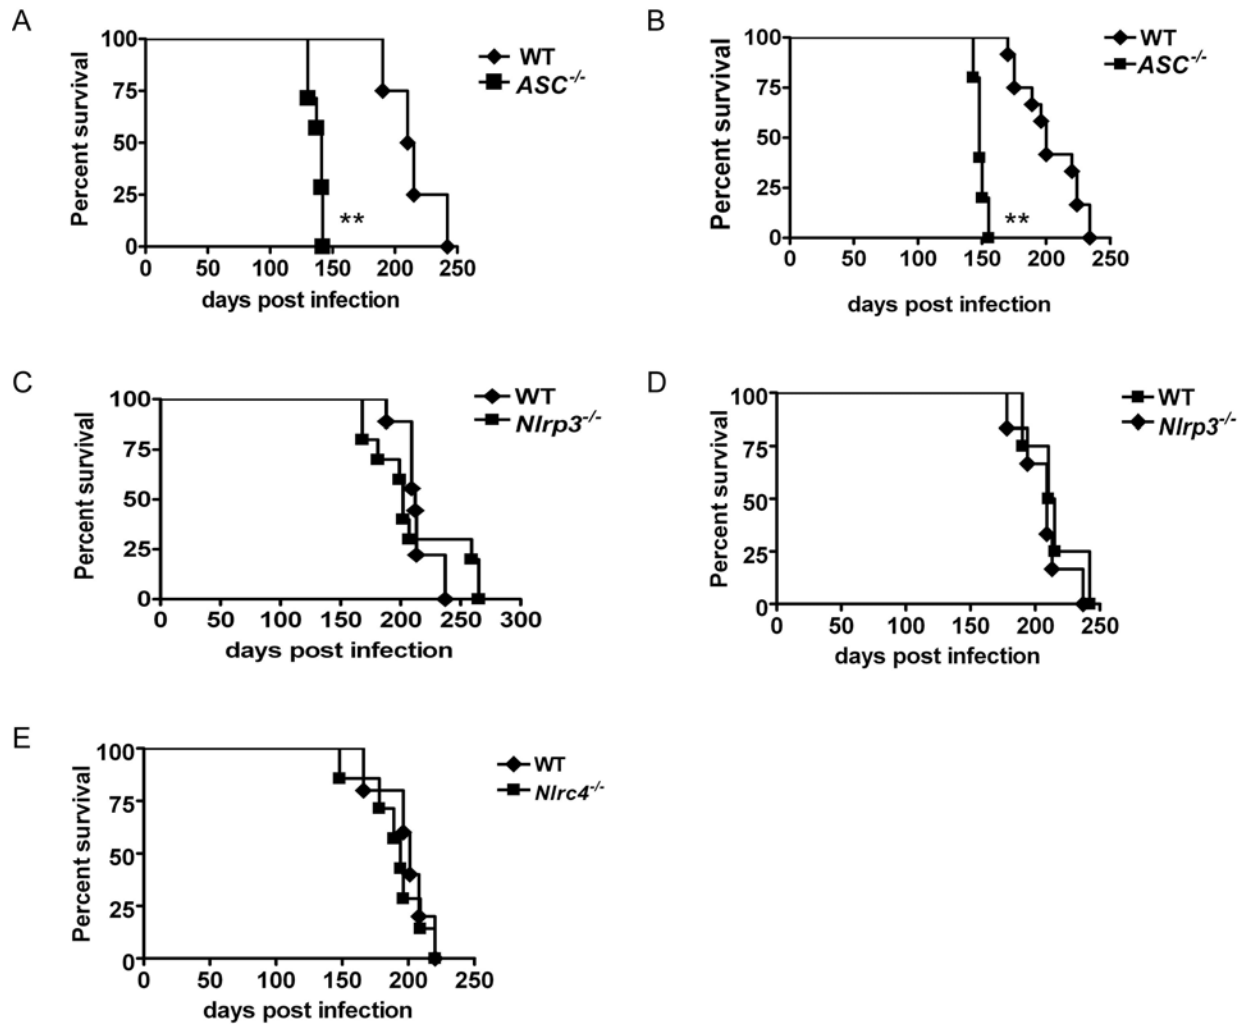 A
Percent survival
100
75
50
25
0
0 50 100 150 200 250
days post infection
WT
ASC-/-
**
B
Percent survival
100
75
50
25
0
0 50 100 150 200 250
days post infection
WT
ASC-/-
**
C
Percent survival
100
75
50
25
0
0 50 100 150 200 250 300
days post infection
WT
Nlrp3-/-
D
Percent survival
100
75
50
25
0
0 50 100 150 200 250
days post infection
WT
Nlrp3-/-
E
Percent survival
100
75
50
25
0
0 50 100 150 200 250
days post infection
WT
Nlrc4-/-